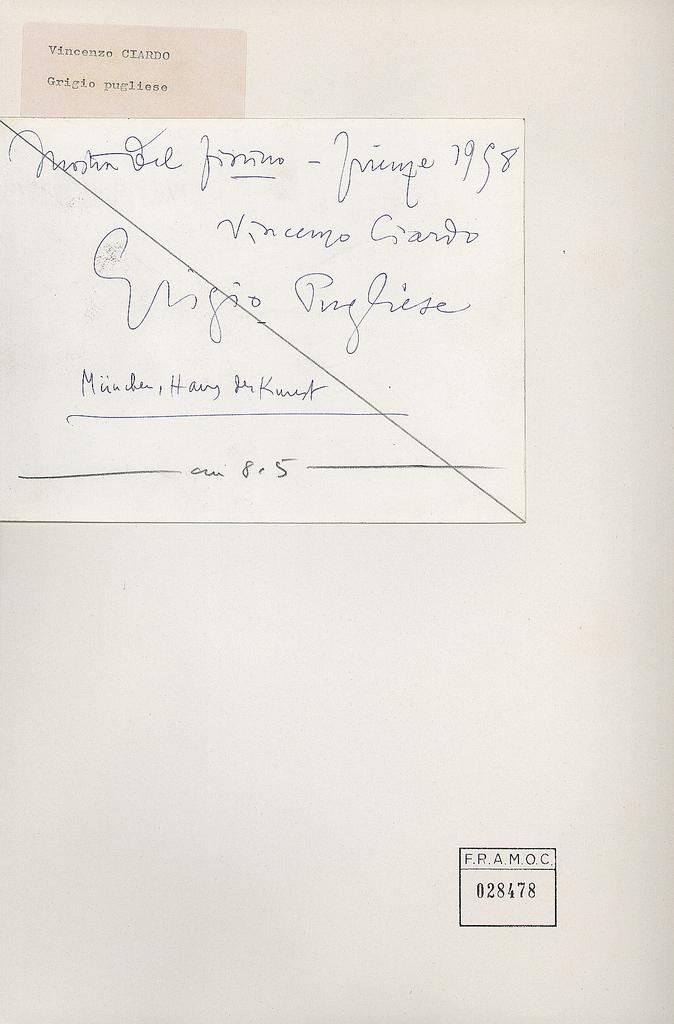 Vincenzo CIARDO
Grigio pugliese
Mostra del fiorino - Firenze 1958
Vincenzo Ciardo
Grigio Pugliese
München, Haus der Kunst
cm 8.5
F.R.A.M.O.C.
028478